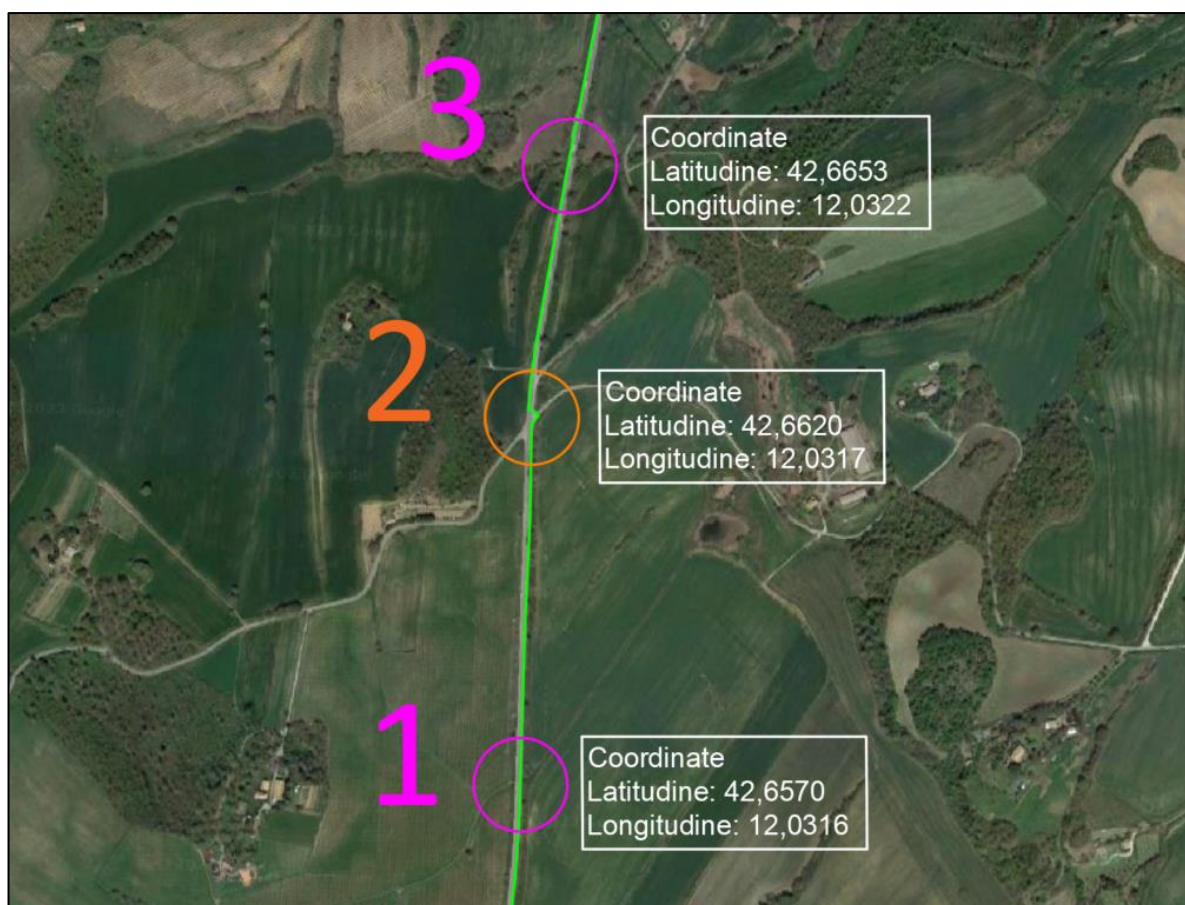 3
Coordinate
Latitudine: 42,6653
Longitudine: 12,0322
2
Coordinate
Latitudine: 42,6620
Longitudine: 12,0317
1
Coordinate
Latitudine: 42,6570
Longitudine: 12,0316